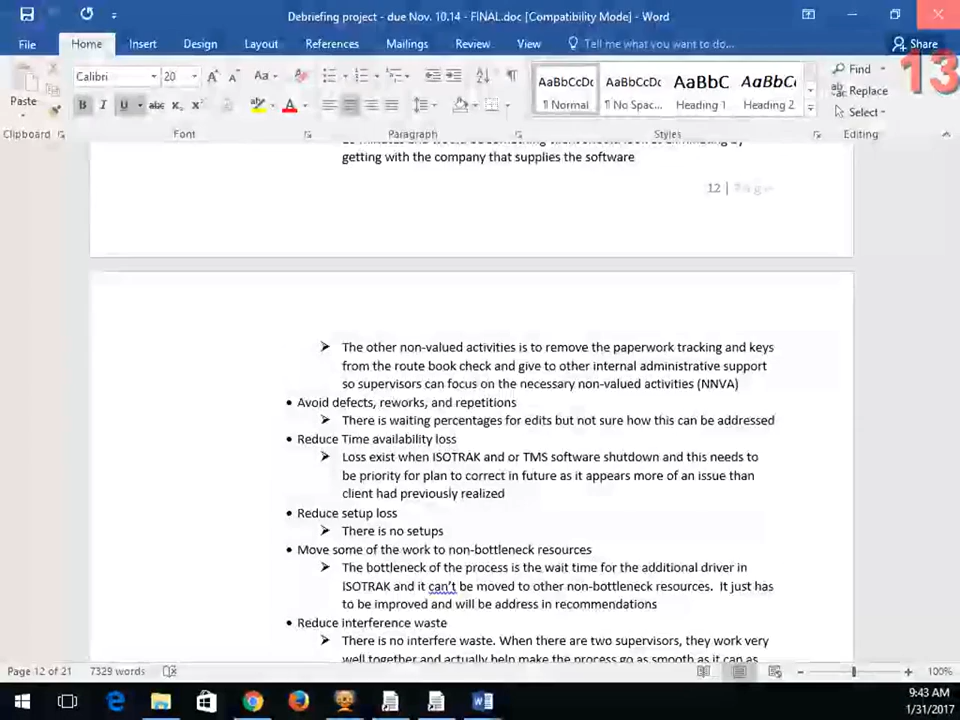 Debriefing project - due Nov. 10.14 - FINAL.doc [Compatibility Mode] - Word
File Home Insert Design Layout References Mailings Review View Tell me what you want to do... Share
13
Calibri 20 A A Aa
AaBbCcDc AaBbCcDc AaBbC AaBbCc
Find
Replace
Select
Paste B I U abc X₂ X² A
¶ Normal ¶ No Spac... Heading 1 Heading 2
Clipboard Font Paragraph Styles Editing
getting with the company that supplies the software
12 | Page
➤ The other non-valued activities is to remove the paperwork tracking and keys
from the route book check and give to other internal administrative support
so supervisors can focus on the necessary non-valued activities (NNVA)
• Avoid defects, reworks, and repetitions
➤ There is waiting percentages for edits but not sure how this can be addressed
• Reduce Time availability loss
➤ Loss exist when ISOTRAK and or TMS software shutdown and this needs to
be priority for plan to correct in future as it appears more of an issue than
client had previously realized
• Reduce setup loss
➤ There is no setups
• Move some of the work to non-bottleneck resources
➤ The bottleneck of the process is the wait time for the additional driver in
ISOTRAK and it can't be moved to other non-bottleneck resources. It just has
to be improved and will be address in recommendations
• Reduce interference waste
➤ There is no interfere waste. When there are two supervisors, they work very
well together and actually help make the process go as smooth as it can as
Page 12 of 21 7329 words 100%
9:43 AM
1/31/2017